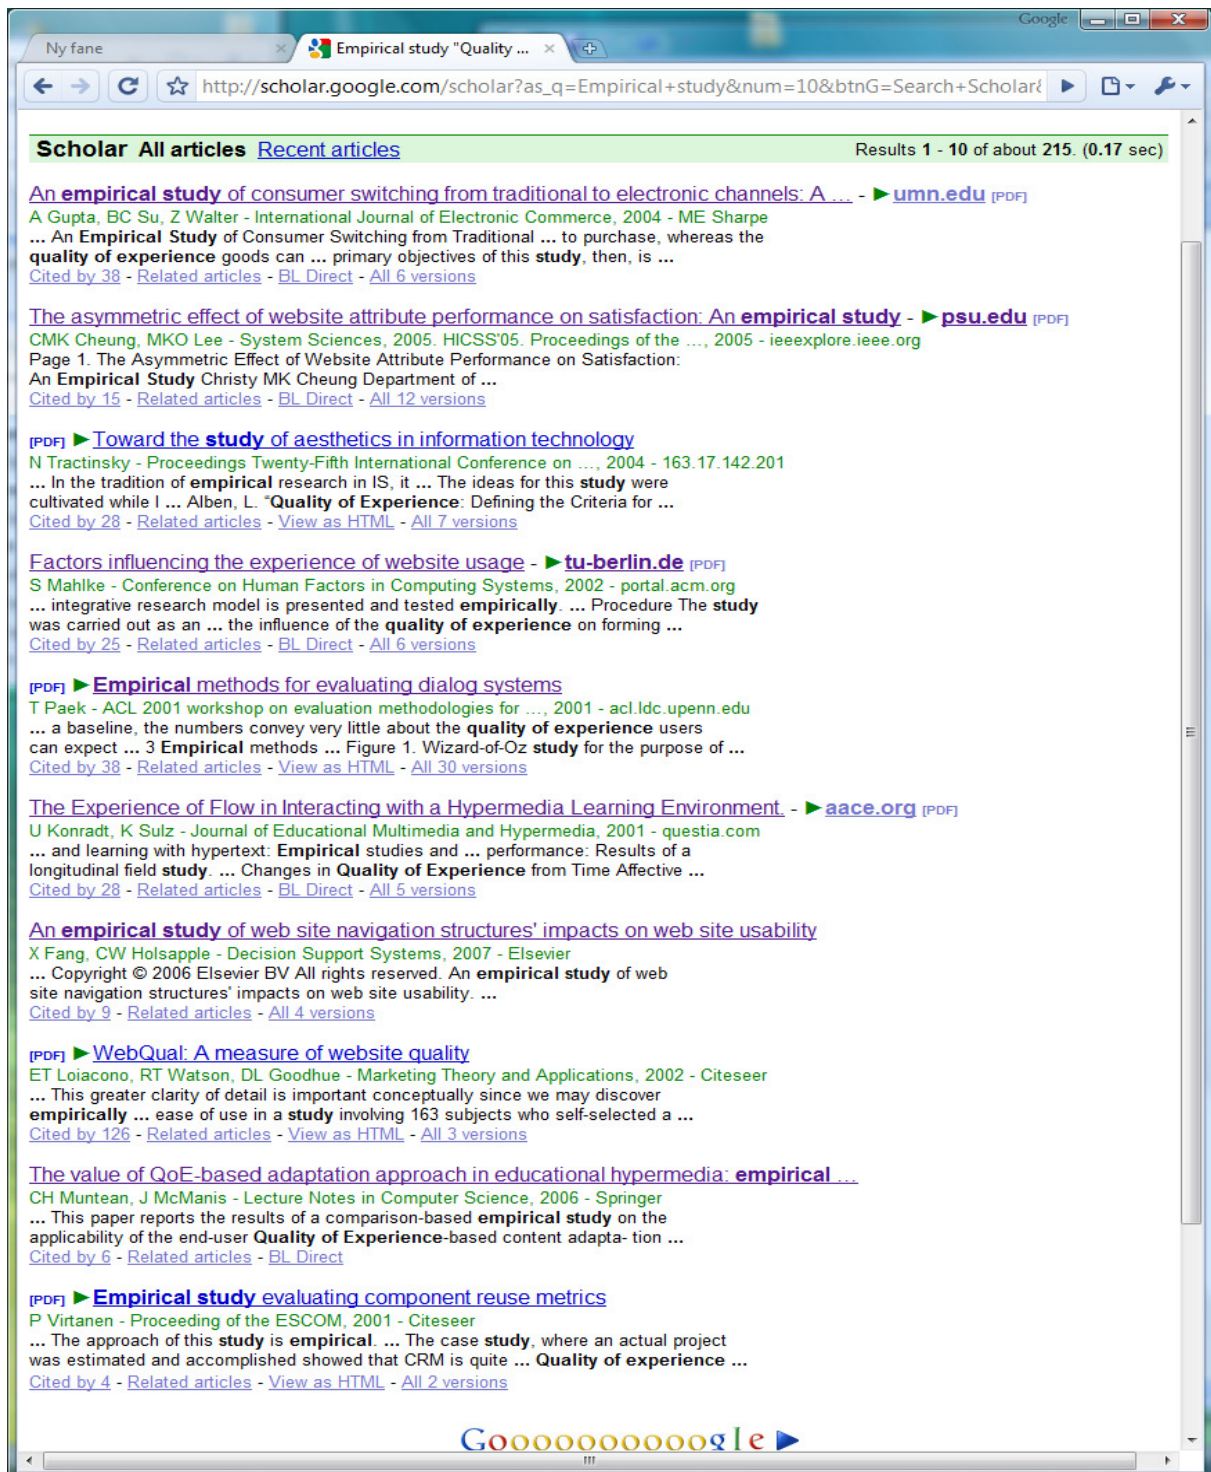 Google
Ny fane
Empirical study "Quality ...
http://scholar.google.com/scholar?as_q=Empirical+study&num=10&btnG=Search+Scholar&
Scholar All articles Recent articles Results 1 - 10 of about 215. (0.17 sec)
An empirical study of consumer switching from traditional to electronic channels: A ... - ►umn.edu [PDF]
A Gupta, BC Su, Z Walter - International Journal of Electronic Commerce, 2004 - ME Sharpe
... An Empirical Study of Consumer Switching from Traditional ... to purchase, whereas the
quality of experience goods can ... primary objectives of this study, then, is ...
Cited by 38 - Related articles - BL Direct - All 6 versions
The asymmetric effect of website attribute performance on satisfaction: An empirical study - ►psu.edu [PDF]
CMK Cheung, MKO Lee - System Sciences, 2005. HICSS'05. Proceedings of the ..., 2005 - ieeexplore.ieee.org
Page 1. The Asymmetric Effect of Website Attribute Performance on Satisfaction:
An Empirical Study Christy MK Cheung Department of ...
Cited by 15 - Related articles - BL Direct - All 12 versions
[PDF] ►Toward the study of aesthetics in information technology
N Tractinsky - Proceedings Twenty-Fifth International Conference on ..., 2004 - 163.17.142.201
... In the tradition of empirical research in IS, it ... The ideas for this study were
cultivated while I ... Alben, L. “Quality of Experience: Defining the Criteria for ...
Cited by 28 - Related articles - View as HTML - All 7 versions
Factors influencing the experience of website usage - ►tu-berlin.de [PDF]
S Mahlke - Conference on Human Factors in Computing Systems, 2002 - portal.acm.org
... integrative research model is presented and tested empirically. ... Procedure The study
was carried out as an ... the influence of the quality of experience on forming ...
Cited by 25 - Related articles - BL Direct - All 6 versions
[PDF] ►Empirical methods for evaluating dialog systems
T Paek - ACL 2001 workshop on evaluation methodologies for ..., 2001 - acl.ldc.upenn.edu
... a baseline, the numbers convey very little about the quality of experience users
can expect ... 3 Empirical methods ... Figure 1. Wizard-of-Oz study for the purpose of ...
Cited by 38 - Related articles - View as HTML - All 30 versions
The Experience of Flow in Interacting with a Hypermedia Learning Environment. - ►aace.org [PDF]
U Konradt, K Sulz - Journal of Educational Multimedia and Hypermedia, 2001 - questia.com
... and learning with hypertext: Empirical studies and ... performance: Results of a
longitudinal field study. ... Changes in Quality of Experience from Time Affective ...
Cited by 28 - Related articles - BL Direct - All 5 versions
An empirical study of web site navigation structures' impacts on web site usability
X Fang, CW Holsapple - Decision Support Systems, 2007 - Elsevier
... Copyright © 2006 Elsevier BV All rights reserved. An empirical study of web
site navigation structures' impacts on web site usability. ...
Cited by 9 - Related articles - All 4 versions
[PDF] ►WebQual: A measure of website quality
ET Loiacono, RT Watson, DL Goodhue - Marketing Theory and Applications, 2002 - Citeseer
... This greater clarity of detail is important conceptually since we may discover
empirically ... ease of use in a study involving 163 subjects who self-selected a ...
Cited by 126 - Related articles - View as HTML - All 3 versions
The value of QoE-based adaptation approach in educational hypermedia: empirical ...
CH Muntean, J McManis - Lecture Notes in Computer Science, 2006 - Springer
... This paper reports the results of a comparison-based empirical study on the
applicability of the end-user Quality of Experience-based content adapta- tion ...
Cited by 6 - Related articles - BL Direct
[PDF] ►Empirical study evaluating component reuse metrics
P Virtanen - Proceeding of the ESCOM, 2001 - Citeseer
... The approach of this study is empirical. ... The case study, where an actual project
was estimated and accomplished showed that CRM is quite ... Quality of experience ...
Cited by 4 - Related articles - View as HTML - All 2 versions
Goooooooooogle ►